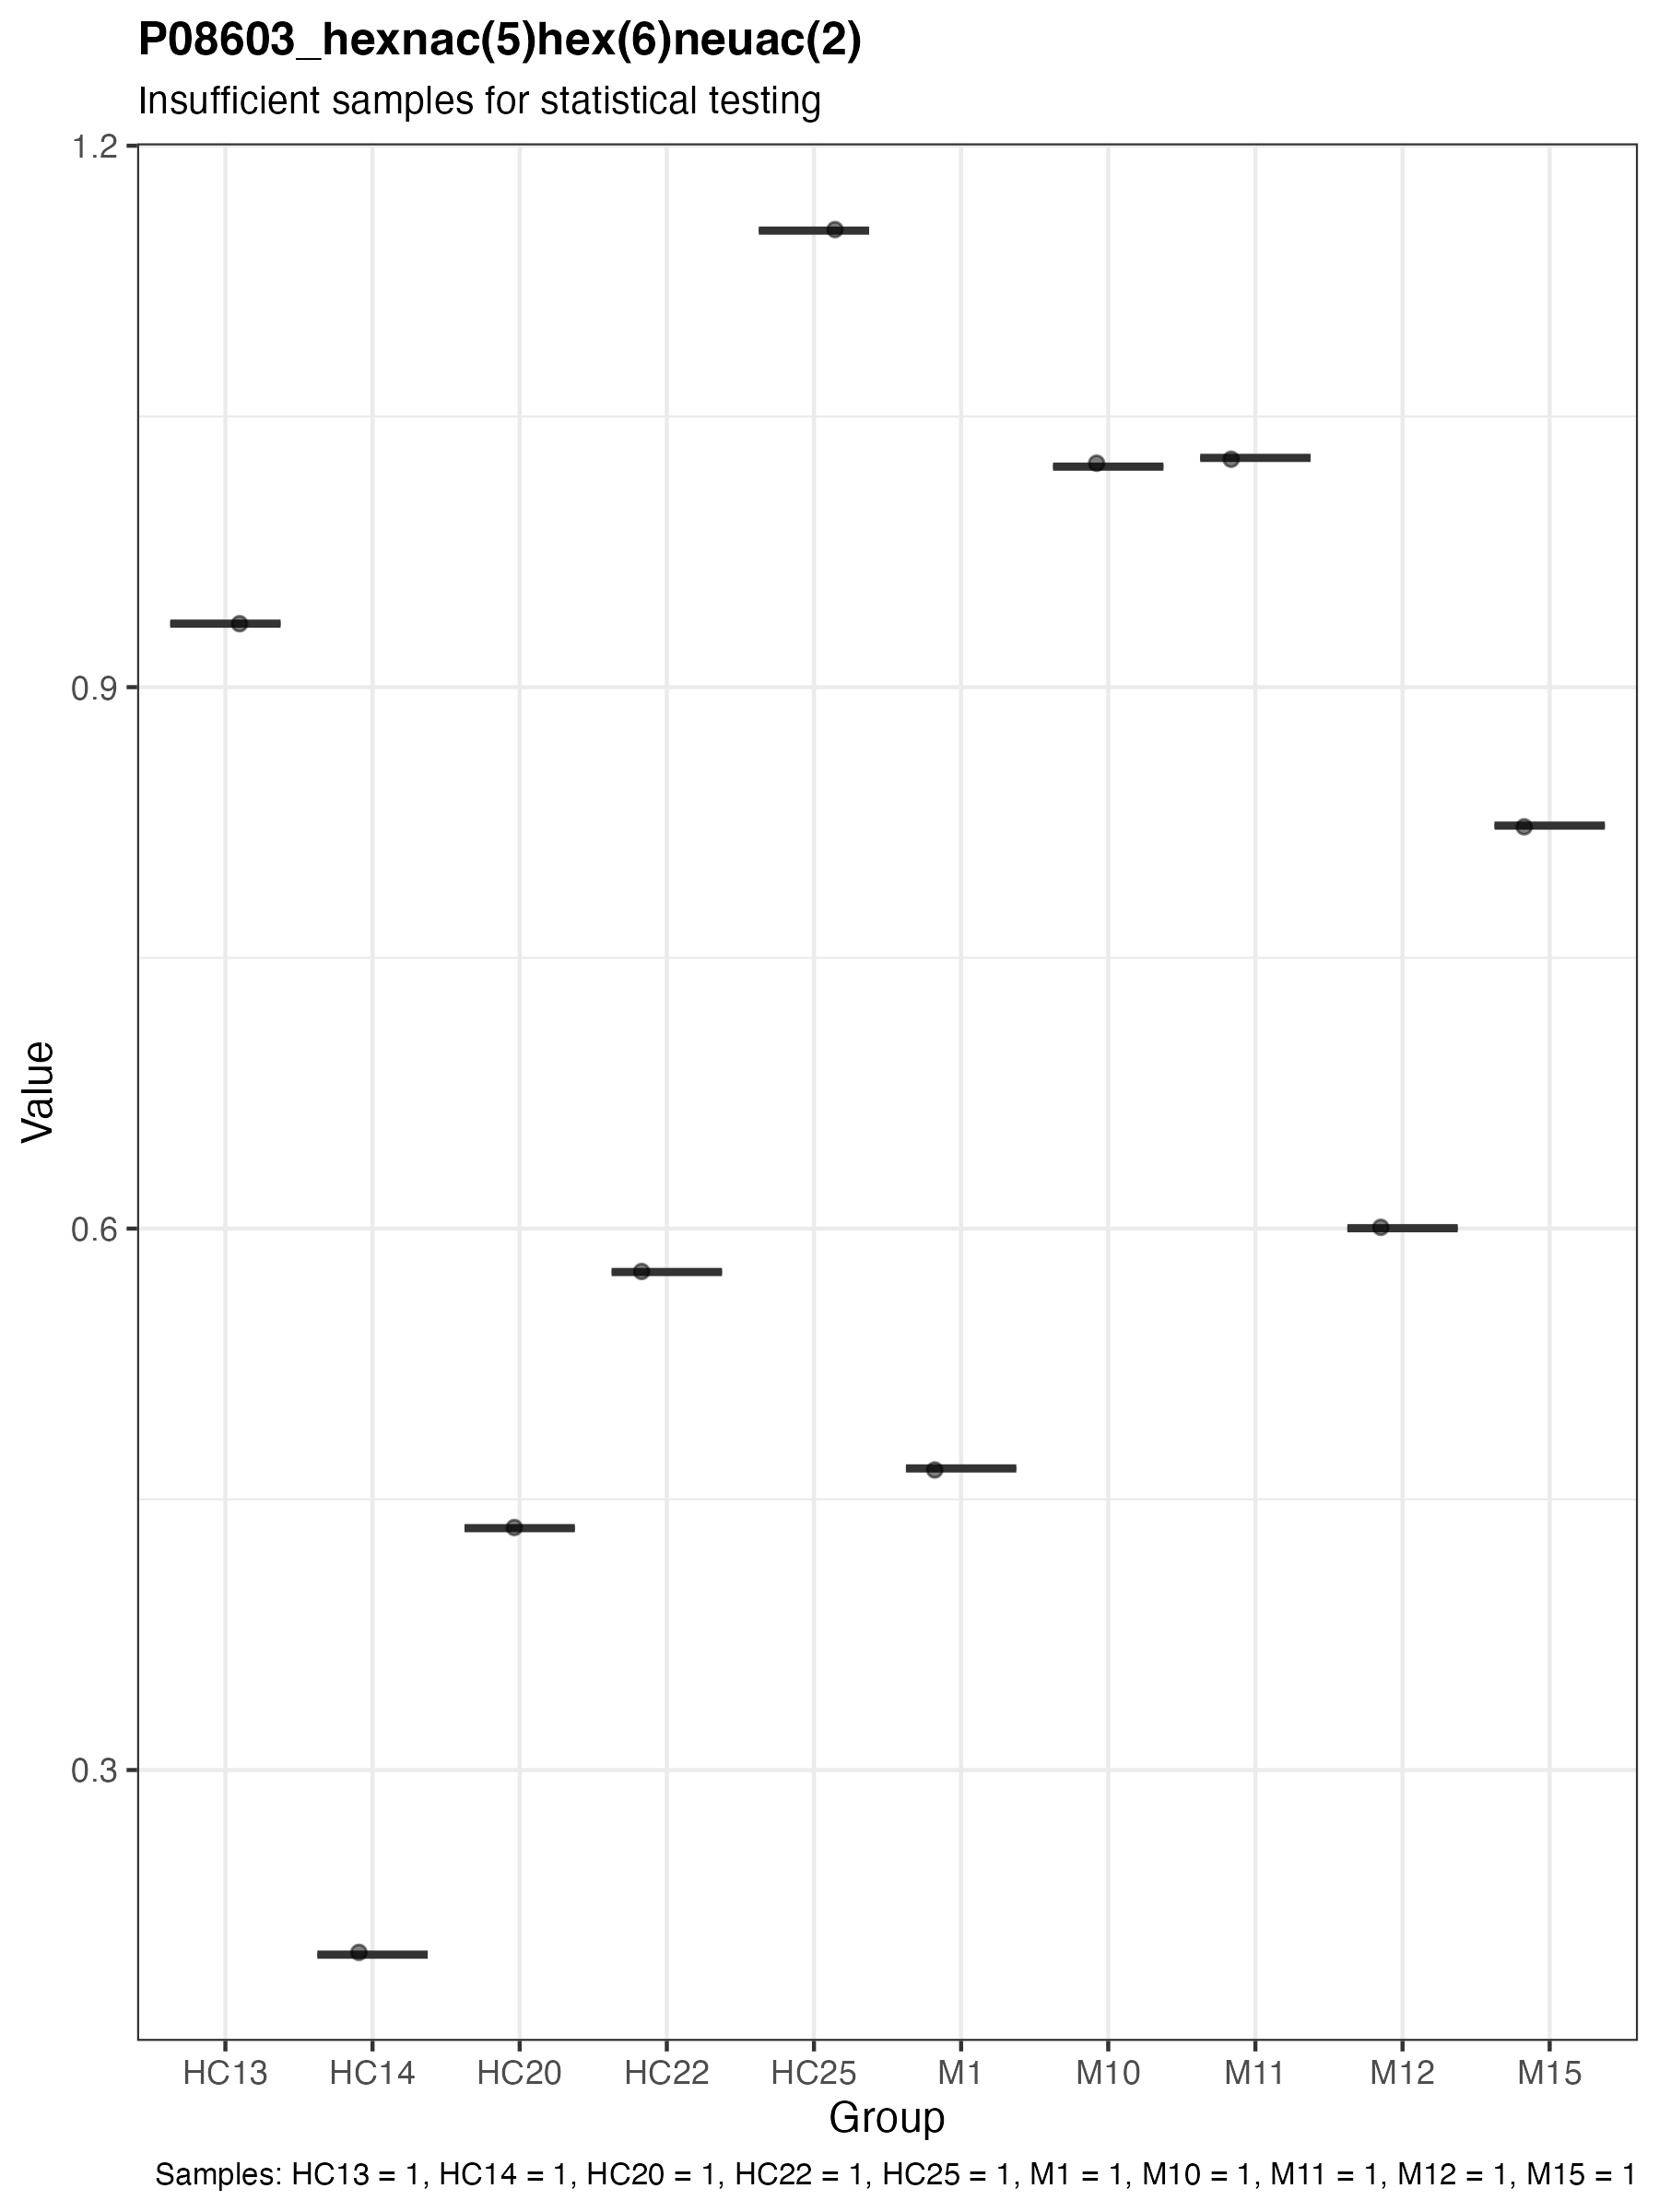 P08603_hexnac(5)hex(6)neuac(2)
Insufficient samples for statistical testing
1.2
0.9
0.6
0.3
Value
HC13 HC14 HC20 HC22 HC25 M1 M10 M11 M12 M15
Group
Samples: HC13 = 1, HC14 = 1, HC20 = 1, HC22 = 1, HC25 = 1, M1 = 1, M10 = 1, M11 = 1, M12 = 1, M15 = 1